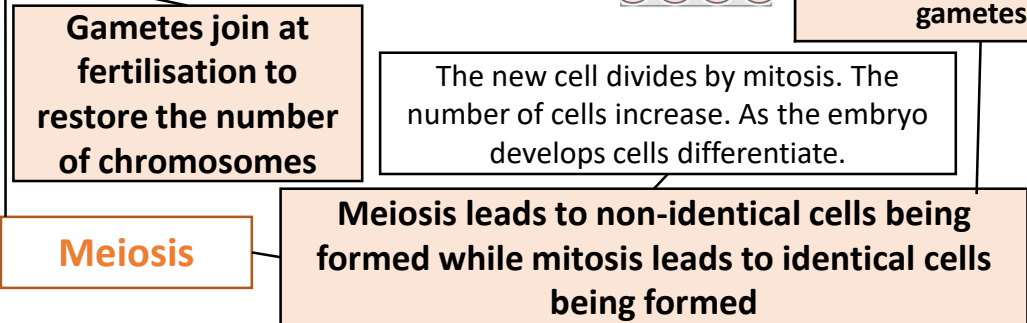 gametes
Gametes join at
fertilisation to
restore the number
of chromosomes
The new cell divides by mitosis. The
number of cells increase. As the embryo
develops cells differentiate.
Meiosis
Meiosis leads to non-identical cells being
formed while mitosis leads to identical cells
being formed